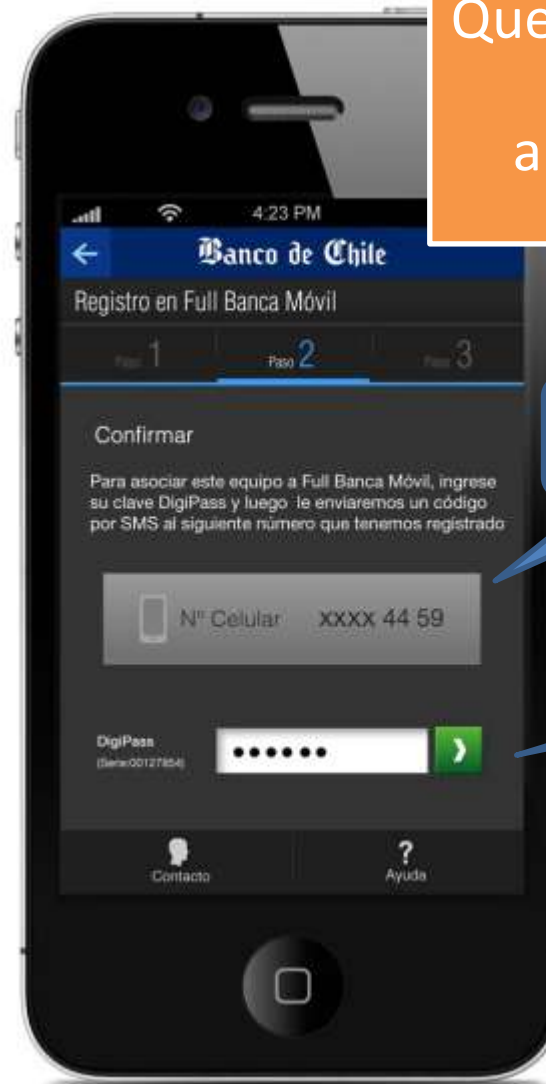 Que
a
4:23 PM
Banco de Chile
Registro en Full Banca Móvil
Paso 1
Paso 2
Paso 3
Confirmar
Para asociar este equipo a Full Banca Móvil, ingrese
su clave DigiPass y luego le enviaremos un código
por SMS al siguiente número que tenemos registrado
N° Celular xxxx 44 59
DigiPass
(Serie:00127854)
Contacto
Ayuda